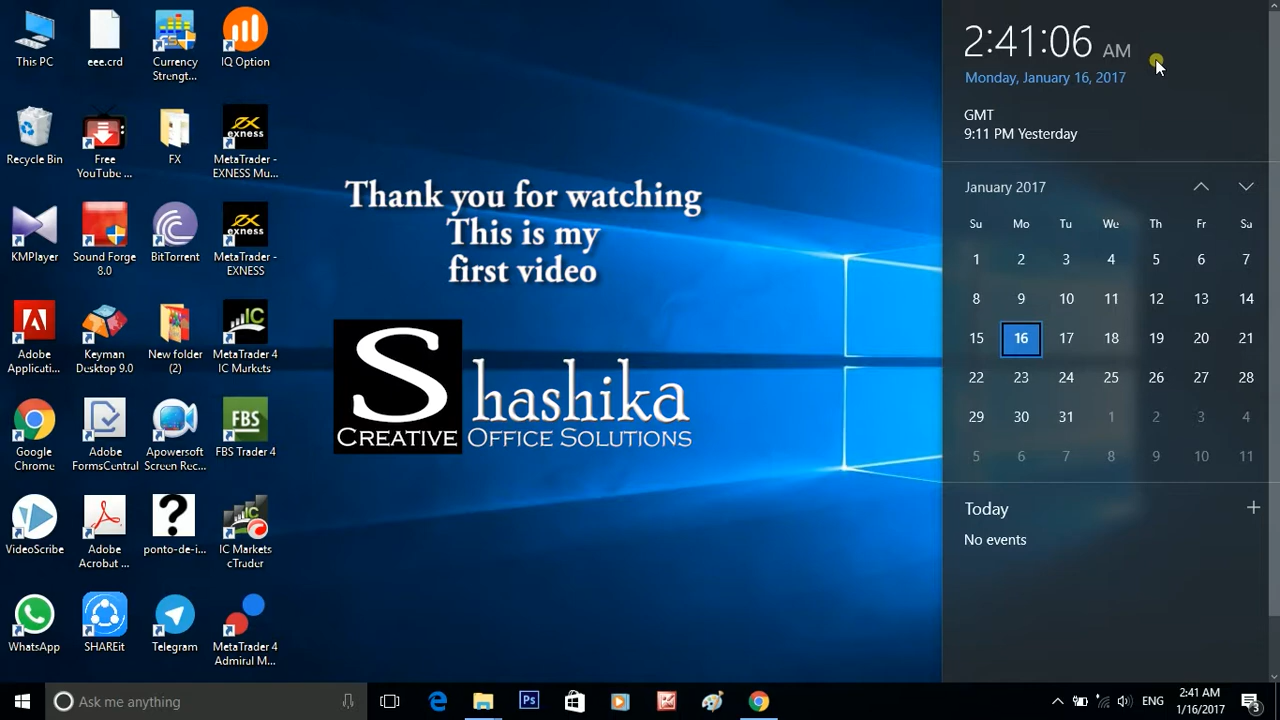 This PC
eee.crd
Currency
Strengt...
IQ Option
Recycle Bin
Free
YouTube ...
FX
exness
MetaTrader -
EXNESS Mu...
KMPlayer
Sound Forge
8.0
BitTorrent
exness
MetaTrader -
EXNESS
Adobe
Applicati...
Keyman
Desktop 9.0
New folder
(2)
MetaTrader 4
IC Markets
Google
Chrome
Adobe
FormsCentral
Apowersoft
Screen Rec...
FBS
FBS Trader 4
VideoScribe
Adobe
Acrobat ...
ponto-de-i...
IC Markets
cTrader
WhatsApp
SHAREit
Telegram
MetaTrader 4
Admiral M...
Thank you for watching
This is my
first video
Shashika
CREATIVE OFFICE SOLUTIONS
2:41:06 AM
Monday, January 16, 2017
GMT
9:11 PM Yesterday
January 2017
Su Mo Tu We Th Fr Sa
1 2 3 4 5 6 7
8 9 10 11 12 13 14
15 16 17 18 19 20 21
22 23 24 25 26 27 28
29 30 31 1 2 3 4
5 6 7 8 9 10 11
Today
No events
Ask me anything
Ps
ENG
2:41 AM
1/16/2017
3